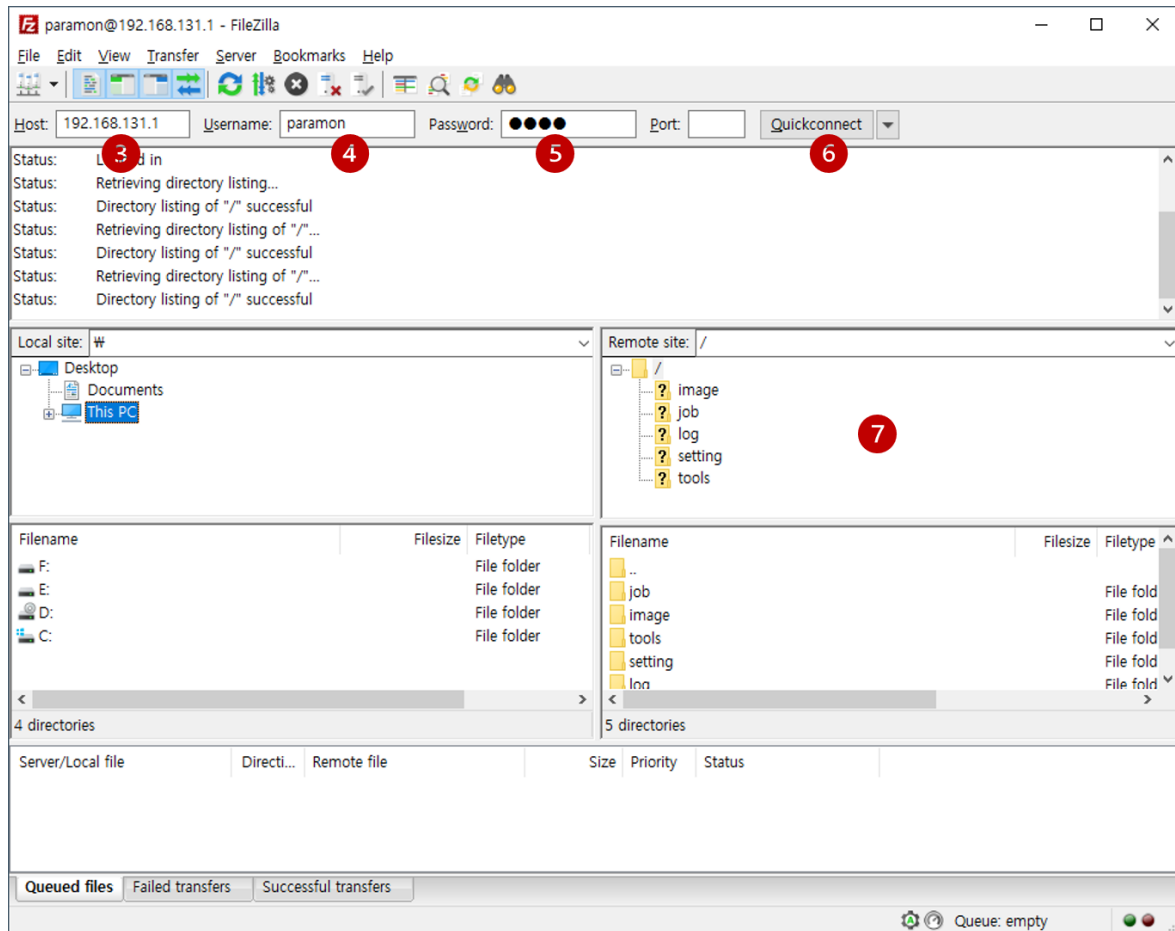 paramon@192.168.131.1 - FileZilla
File Edit View Transfer Server Bookmarks Help
Host: 192.168.131.1 Username: paramon Password: ●●●● Port: Quickconnect
3 4 5 6
Status: in
Status: Retrieving directory listing...
Status: Directory listing of "/" successful
Status: Retrieving directory listing of "/"...
Status: Directory listing of "/" successful
Status: Retrieving directory listing of "/"...
Status: Directory listing of "/" successful
Local site: ₩
Desktop
Documents
This PC
Remote site: /
/
image
job
log
setting
tools
7
Filename Filesize Filetype
F: File folder
E: File folder
D: File folder
C: File folder
4 directories
Filename Filesize Filetype
..
job File fold
image File fold
tools File fold
setting File fold
log File fold
5 directories
Server/Local file Directi... Remote file Size Priority Status
Queued files Failed transfers Successful transfers
Queue: empty